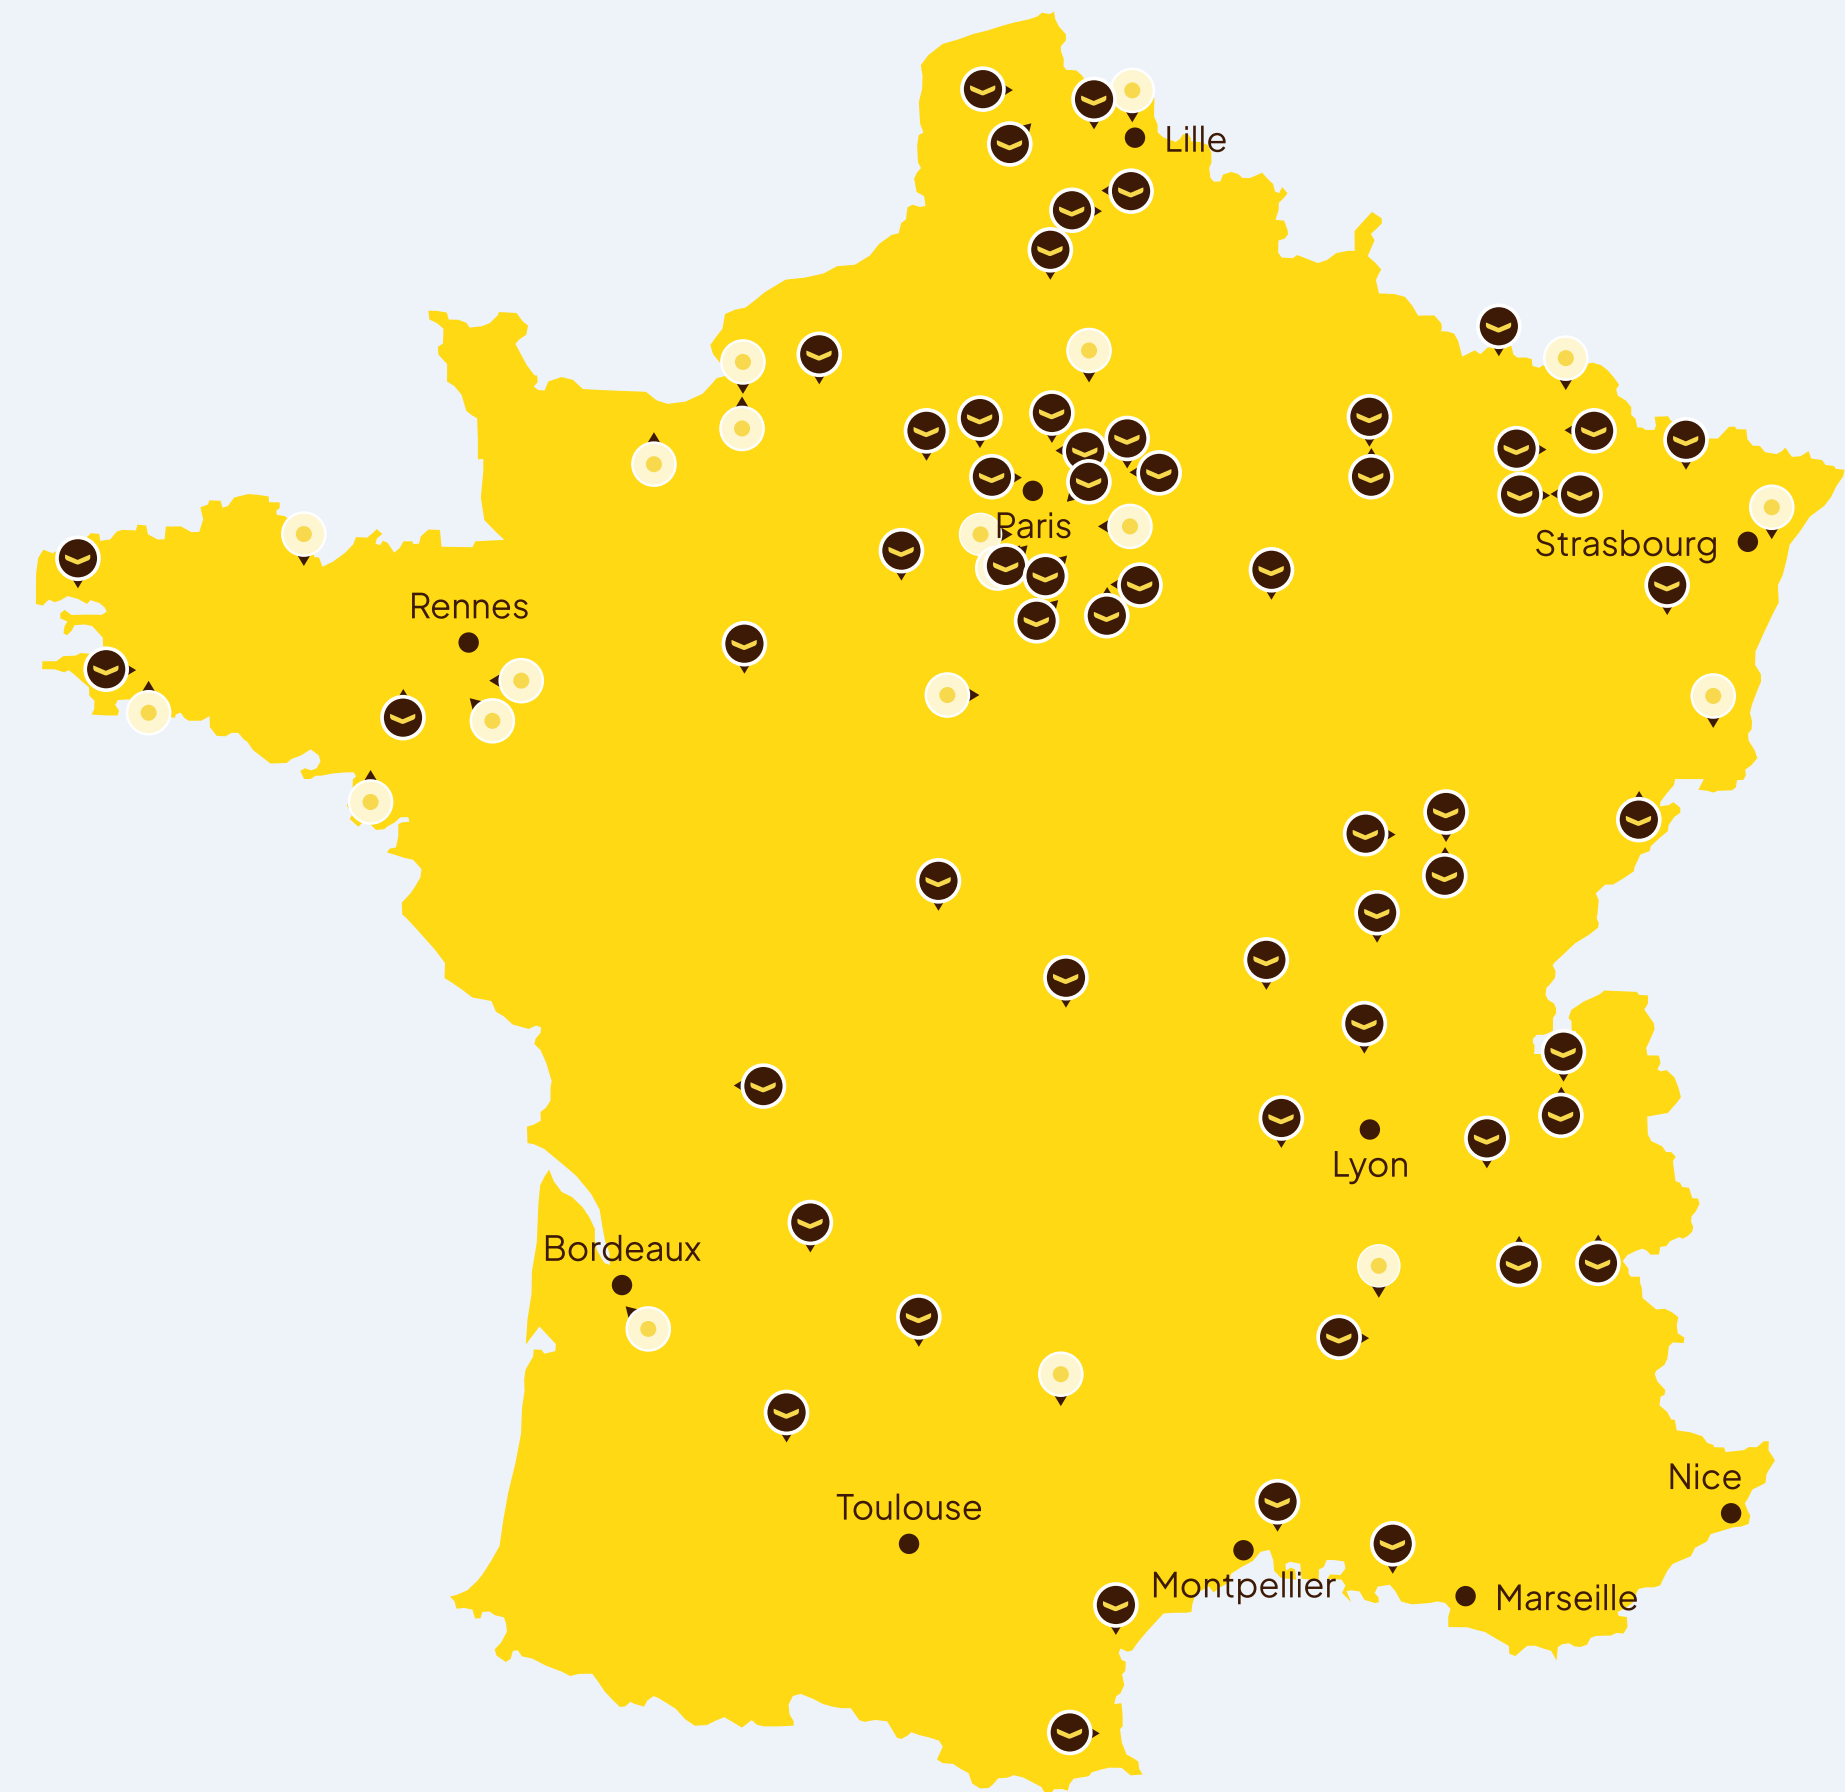 Lille
Paris
Strasbourg
Rennes
Lyon
Bordeaux
Nice
Toulouse
Montpellier
Marseille